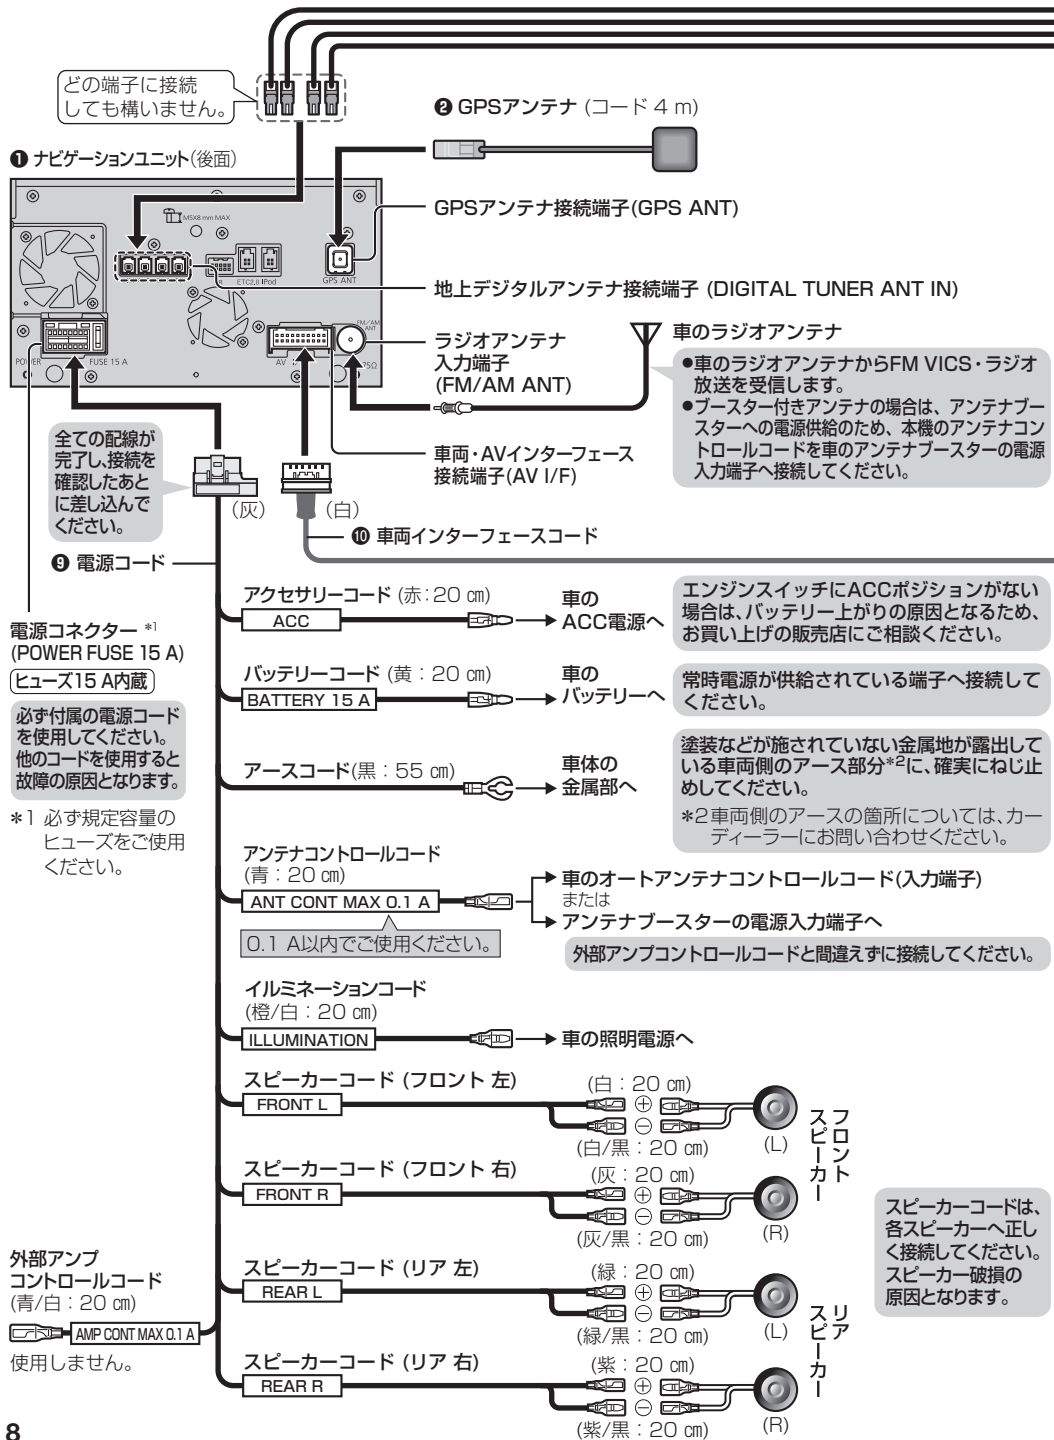 どの端子に接続
しても構いません。
❷ GPSアンテナ (コード 4 m)
❶ ナビゲーションユニット(後面)
M5X8 mm MAX
ETC2.0
iPod
GPS ANT
FM/AM
ANT
FUSE 15 A
75Ω
GPSアンテナ接続端子(GPS ANT)
地上デジタルアンテナ接続端子 (DIGITAL TUNER ANT IN)
ラジオアンテナ
入力端子
(FM/AM ANT)
車のラジオアンテナ
●車のラジオアンテナからFM VICS・ラジオ
放送を受信します。
●ブースター付きアンテナの場合は、アンテナブー
スターへの電源供給のため、本機のアンテナコン
トロールコードを車のアンテナブースターの電源
入力端子へ接続してください。
車両・AVインターフェース
接続端子(AV I/F)
全ての配線が
完了し、接続を
確認したあと
に差し込んで
ください。
(灰)
(白)
❿ 車両インターフェースコード
❾ 電源コード
電源コネクター *1
(POWER FUSE 15 A)
ヒューズ15 A内蔵
必ず付属の電源コード
を使用してください。
他のコードを使用すると
故障の原因となります。
*1 必ず規定容量の
ヒューズをご使用
ください。
アクセサリーコード (赤:20 ㎝)
ACC
車の
ACC電源へ
エンジンスイッチにACCポジションがない
場合は、バッテリー上がりの原因となるため、
お買い上げの販売店にご相談ください。
バッテリーコード (黄：20 ㎝)
BATTERY 15 A
車の
バッテリーへ
常時電源が供給されている端子へ接続して
ください。
アースコード(黒：55 ㎝)
車体の
金属部へ
塗装などが施されていない金属地が露出して
いる車両側のアース部分*2に、確実にねじ止
めしてください。
*2車両側のアースの箇所については、カー
ディーラーにお問い合わせください。
アンテナコントロールコード
(青：20 ㎝)
ANT CONT MAX 0.1 A
0.1 A以内でご使用ください。
車のオートアンテナコントロールコード(入力端子)
または
アンテナブースターの電源入力端子へ
外部アンプコントロールコードと間違えずに接続してください。
イルミネーションコード
(橙/白：20 ㎝)
ILLUMINATION
車の照明電源へ
スピーカーコード (フロント 左)
FRONT L
(白：20 ㎝)
⊕
⊖
(白/黒：20 ㎝)
(L)
スピーカーコード (フロント 右)
FRONT R
(灰：20 ㎝)
⊕
⊖
(灰/黒：20 ㎝)
(R)
フロント
スピーカー
スピーカーコードは、
各スピーカーへ正し
く接続してください。
スピーカー破損の
原因となります。
外部アンプ
コントロールコード
(青/白：20 ㎝)
AMP CONT MAX 0.1 A
使用しません。
スピーカーコード (リア 左)
REAR L
(緑：20 ㎝)
⊕
⊖
(緑/黒：20 ㎝)
(L)
スピーカーコード (リア 右)
REAR R
(紫：20 ㎝)
⊕
⊖
(紫/黒：20 ㎝)
(R)
リア
スピーカー
8